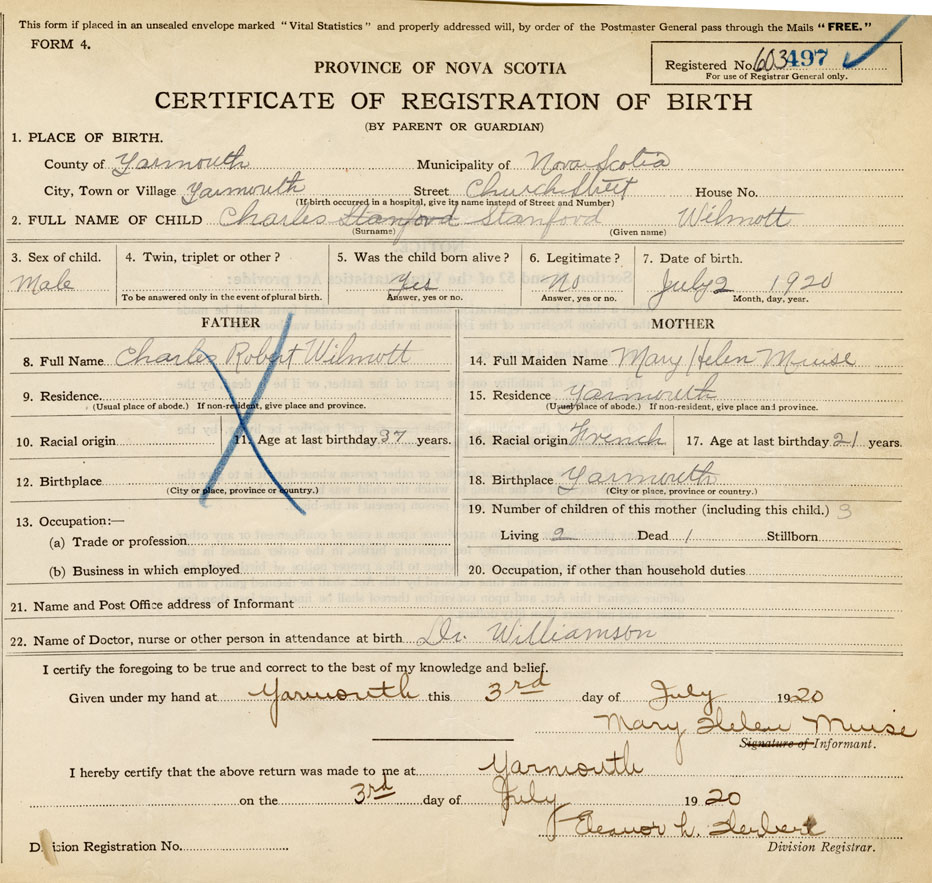 This form if placed in an unsealed envelope marked "Vital Statistics" and properly addressed will, by order of the Postmaster General pass through the Mails "FREE."
FORM 4.
Registered No. 603497
For use of Registrar General only.
PROVINCE OF NOVA SCOTIA
CERTIFICATE OF REGISTRATION OF BIRTH
(BY PARENT OR GUARDIAN)
1. PLACE OF BIRTH.
County of Yarmouth Municipality of Nova Scotia
City, Town or Village Yarmouth Street Church Street House No.
(If birth occurred in a hospital, give its name instead of Street and Number)
2. FULL NAME OF CHILD Charles Stanford Stanford Wilmott
(Surname) (Given name)
3. Sex of child. 4. Twin, triplet or other? 5. Was the child born alive? 6. Legitimate? 7. Date of birth.
Male Yes No July 2 1920
To be answered only in the event of plural birth. Answer, yes or no. Answer, yes or no. Month, day, year.
FATHER MOTHER
8. Full Name Charles Robert Wilmott 14. Full Maiden Name Mary Helen Muise
9. Residence 15. Residence Yarmouth
(Usual place of abode.) If non-resident, give place and province. (Usual place of abode.) If non-resident, give place and province.
10. Racial origin 11. Age at last birthday 37 years. 16. Racial origin French 17. Age at last birthday 21 years.
12. Birthplace 18. Birthplace Yarmouth
(City or place, province or country.) (City or place, province or country.)
13. Occupation:— 19. Number of children of this mother (including this child.) 3
(a) Trade or profession Living 2 Dead 1 Stillborn
(b) Business in which employed 20. Occupation, if other than household duties
21. Name and Post Office address of Informant
22. Name of Doctor, nurse or other person in attendance at birth Dr. Williamson
I certify the foregoing to be true and correct to the best of my knowledge and belief.
Given under my hand at Yarmouth this 3rd day of July 1920
Mary Helen Muise
Signature of Informant.
I hereby certify that the above return was made to me at Yarmouth
on the 3rd day of July 1920
Eleanor L. Herbert
Division Registration No. Division Registrar.